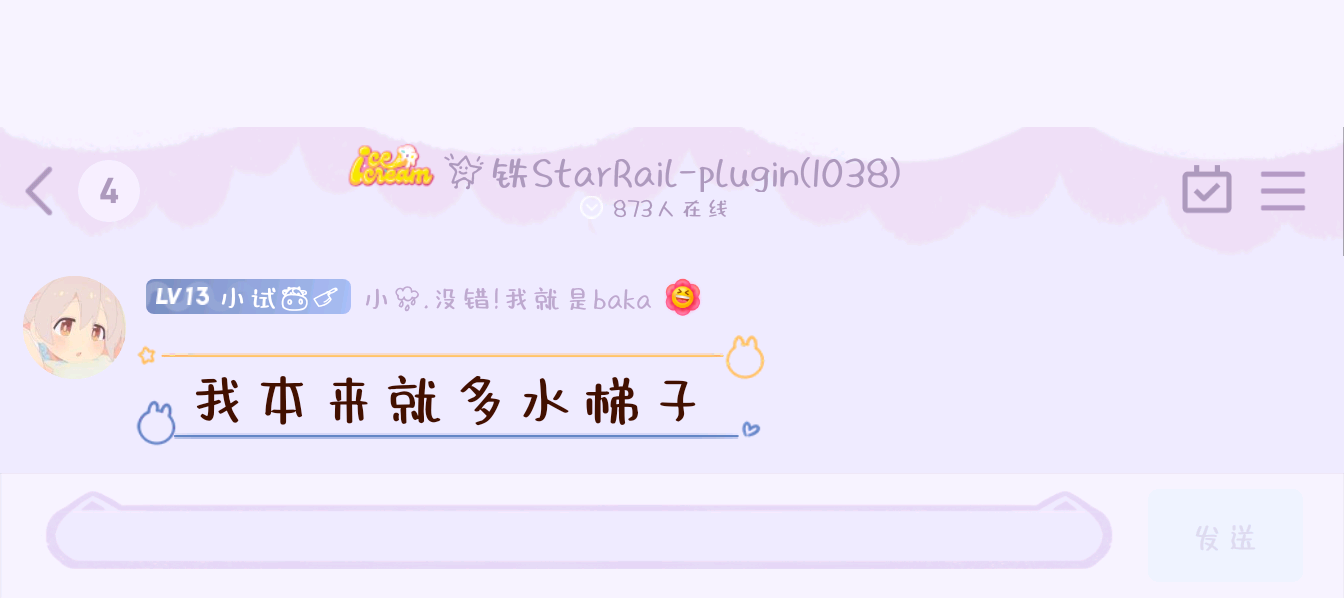 4
Ice cream 铁StarRail-plugin(1038)
873人在线
LV13 小试 小.没错!我就是baka
我本来就多水梯子
发送